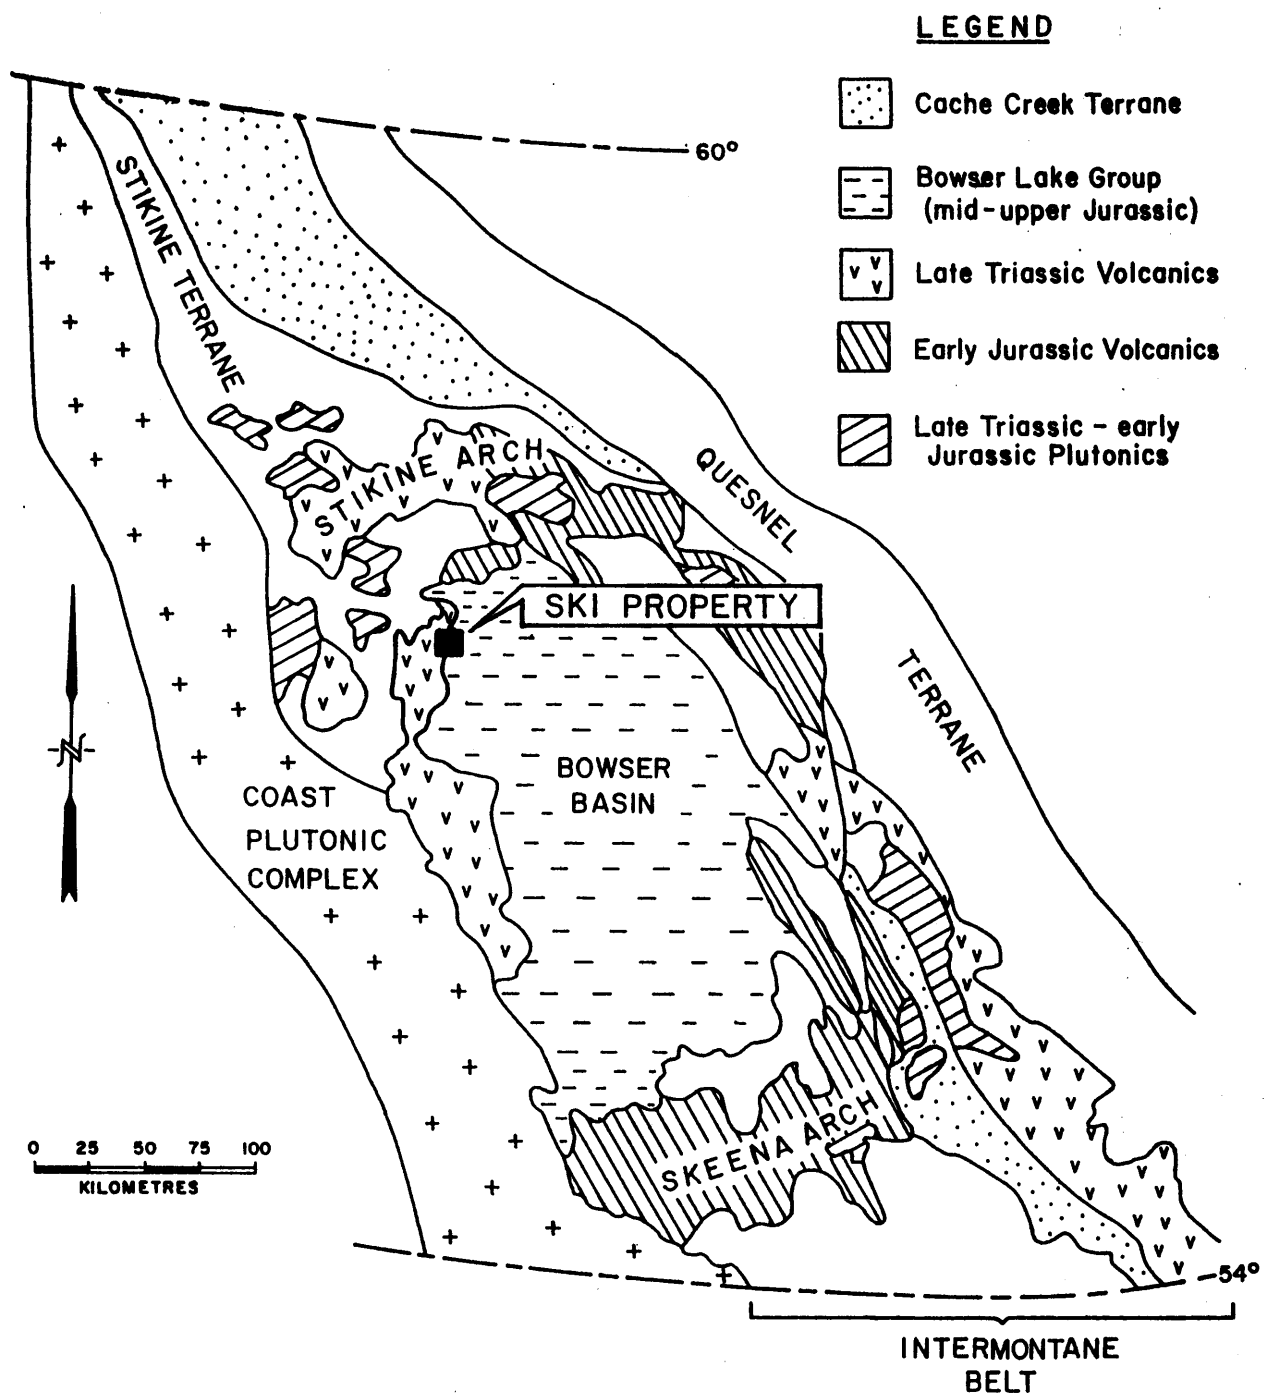 LEGEND
Cache Creek Terrane
Bowser Lake Group
(mid-upper Jurassic)
Late Triassic Volcanics
Early Jurassic Volcanics
Late Triassic - early
Jurassic Plutonics
60°
STIKINE TERRANE
STIKINE ARCH
QUESNEL
TERRANE
SKI PROPERTY
N
BOWSER
BASIN
COAST
PLUTONIC
COMPLEX
SKEENA ARCH
0 25 50 75 100
KILOMETRES
54°
INTERMONTANE
BELT